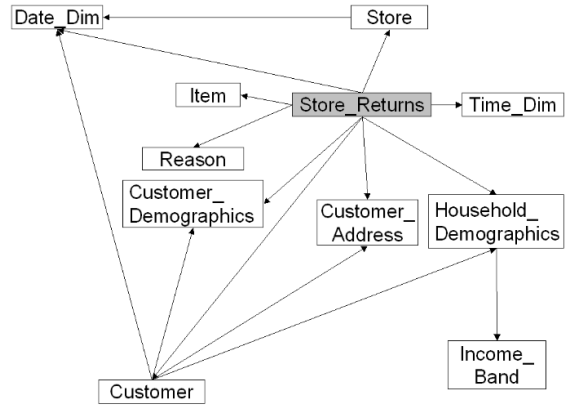 Date_Dim
Store
Item
Store_Returns
Time_Dim
Reason
Customer_
Demographics
Customer_
Address
Household_
Demographics
Income_
Band
Customer